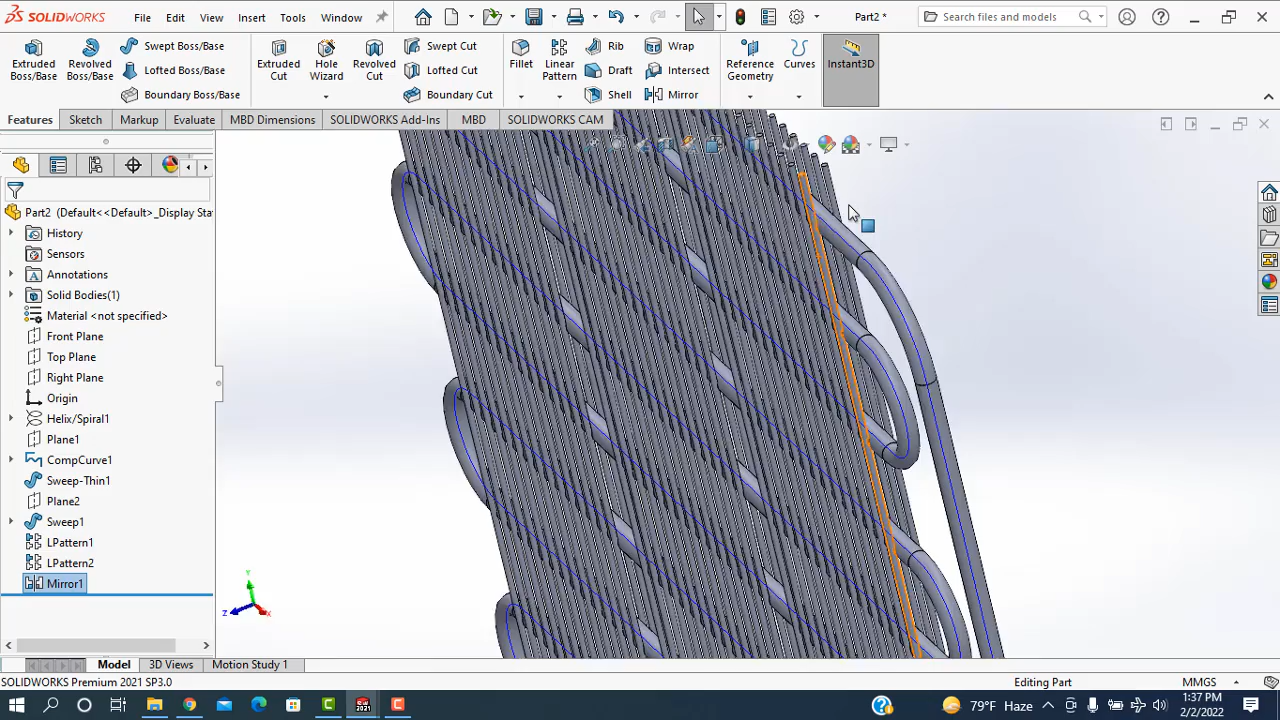 SOLIDWORKS File Edit View Insert Tools Window Part2 * Search files and models
Extruded Boss/Base
Revolved Boss/Base
Swept Boss/Base
Lofted Boss/Base
Boundary Boss/Base
Extruded Cut
Hole Wizard
Revolved Cut
Swept Cut
Lofted Cut
Boundary Cut
Fillet
Linear Pattern
Rib
Draft
Shell
Wrap
Intersect
Mirror
Reference Geometry
Curves
Instant3D
Features Sketch Markup Evaluate MBD Dimensions SOLIDWORKS Add-Ins MBD SOLIDWORKS CAM
Part2 (Default<<Default>_Display Sta
History
Sensors
Annotations
Solid Bodies(1)
Material <not specified>
Front Plane
Top Plane
Right Plane
Origin
Helix/Spiral1
Plane1
CompCurve1
Sweep-Thin1
Plane2
Sweep1
LPattern1
LPattern2
Mirror1
Y
Z
X
Model 3D Views Motion Study 1
SOLIDWORKS Premium 2021 SP3.0 Editing Part MMGS
79°F Haze 1:37 PM
2/2/2022